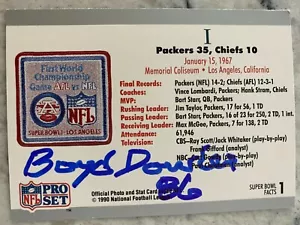 I
Packers 35, Chiefs 10
January 15, 1967
Memorial Coliseum • Los Angeles, California
First World
Championship
Game AFL vs NFL
SUPER BOWL • LOS ANGELES
Final Records: Packers (NFL) 14-2; Chiefs (AFL) 12-3-1
Coaches: Vince Lombardi, Packers; Hank Stram, Chiefs
MVP: Bart Starr, QB, Packers
Rushing Leader: Jim Taylor, Packers, 17 for 56, 1 TD
Passing Leader: Bart Starr, Packers, 16 of 23 for 250, 2 TD, 1 int.
Receiving Leader: Max McGee, Packers, 7 for 138, 2 TD
Attendance: 61,946
Television: CBS—Ray Scott/Jack Whitaker (play-by-play)
Frank Gifford (analyst)
NBC—Curt Gowdy (play-by-play)
(analyst)
Boyd Dowler
86
PRO
SET
NFL
Official Photo and Stat Card
© 1990 National Football League
SUPER BOWL
FACTS 1